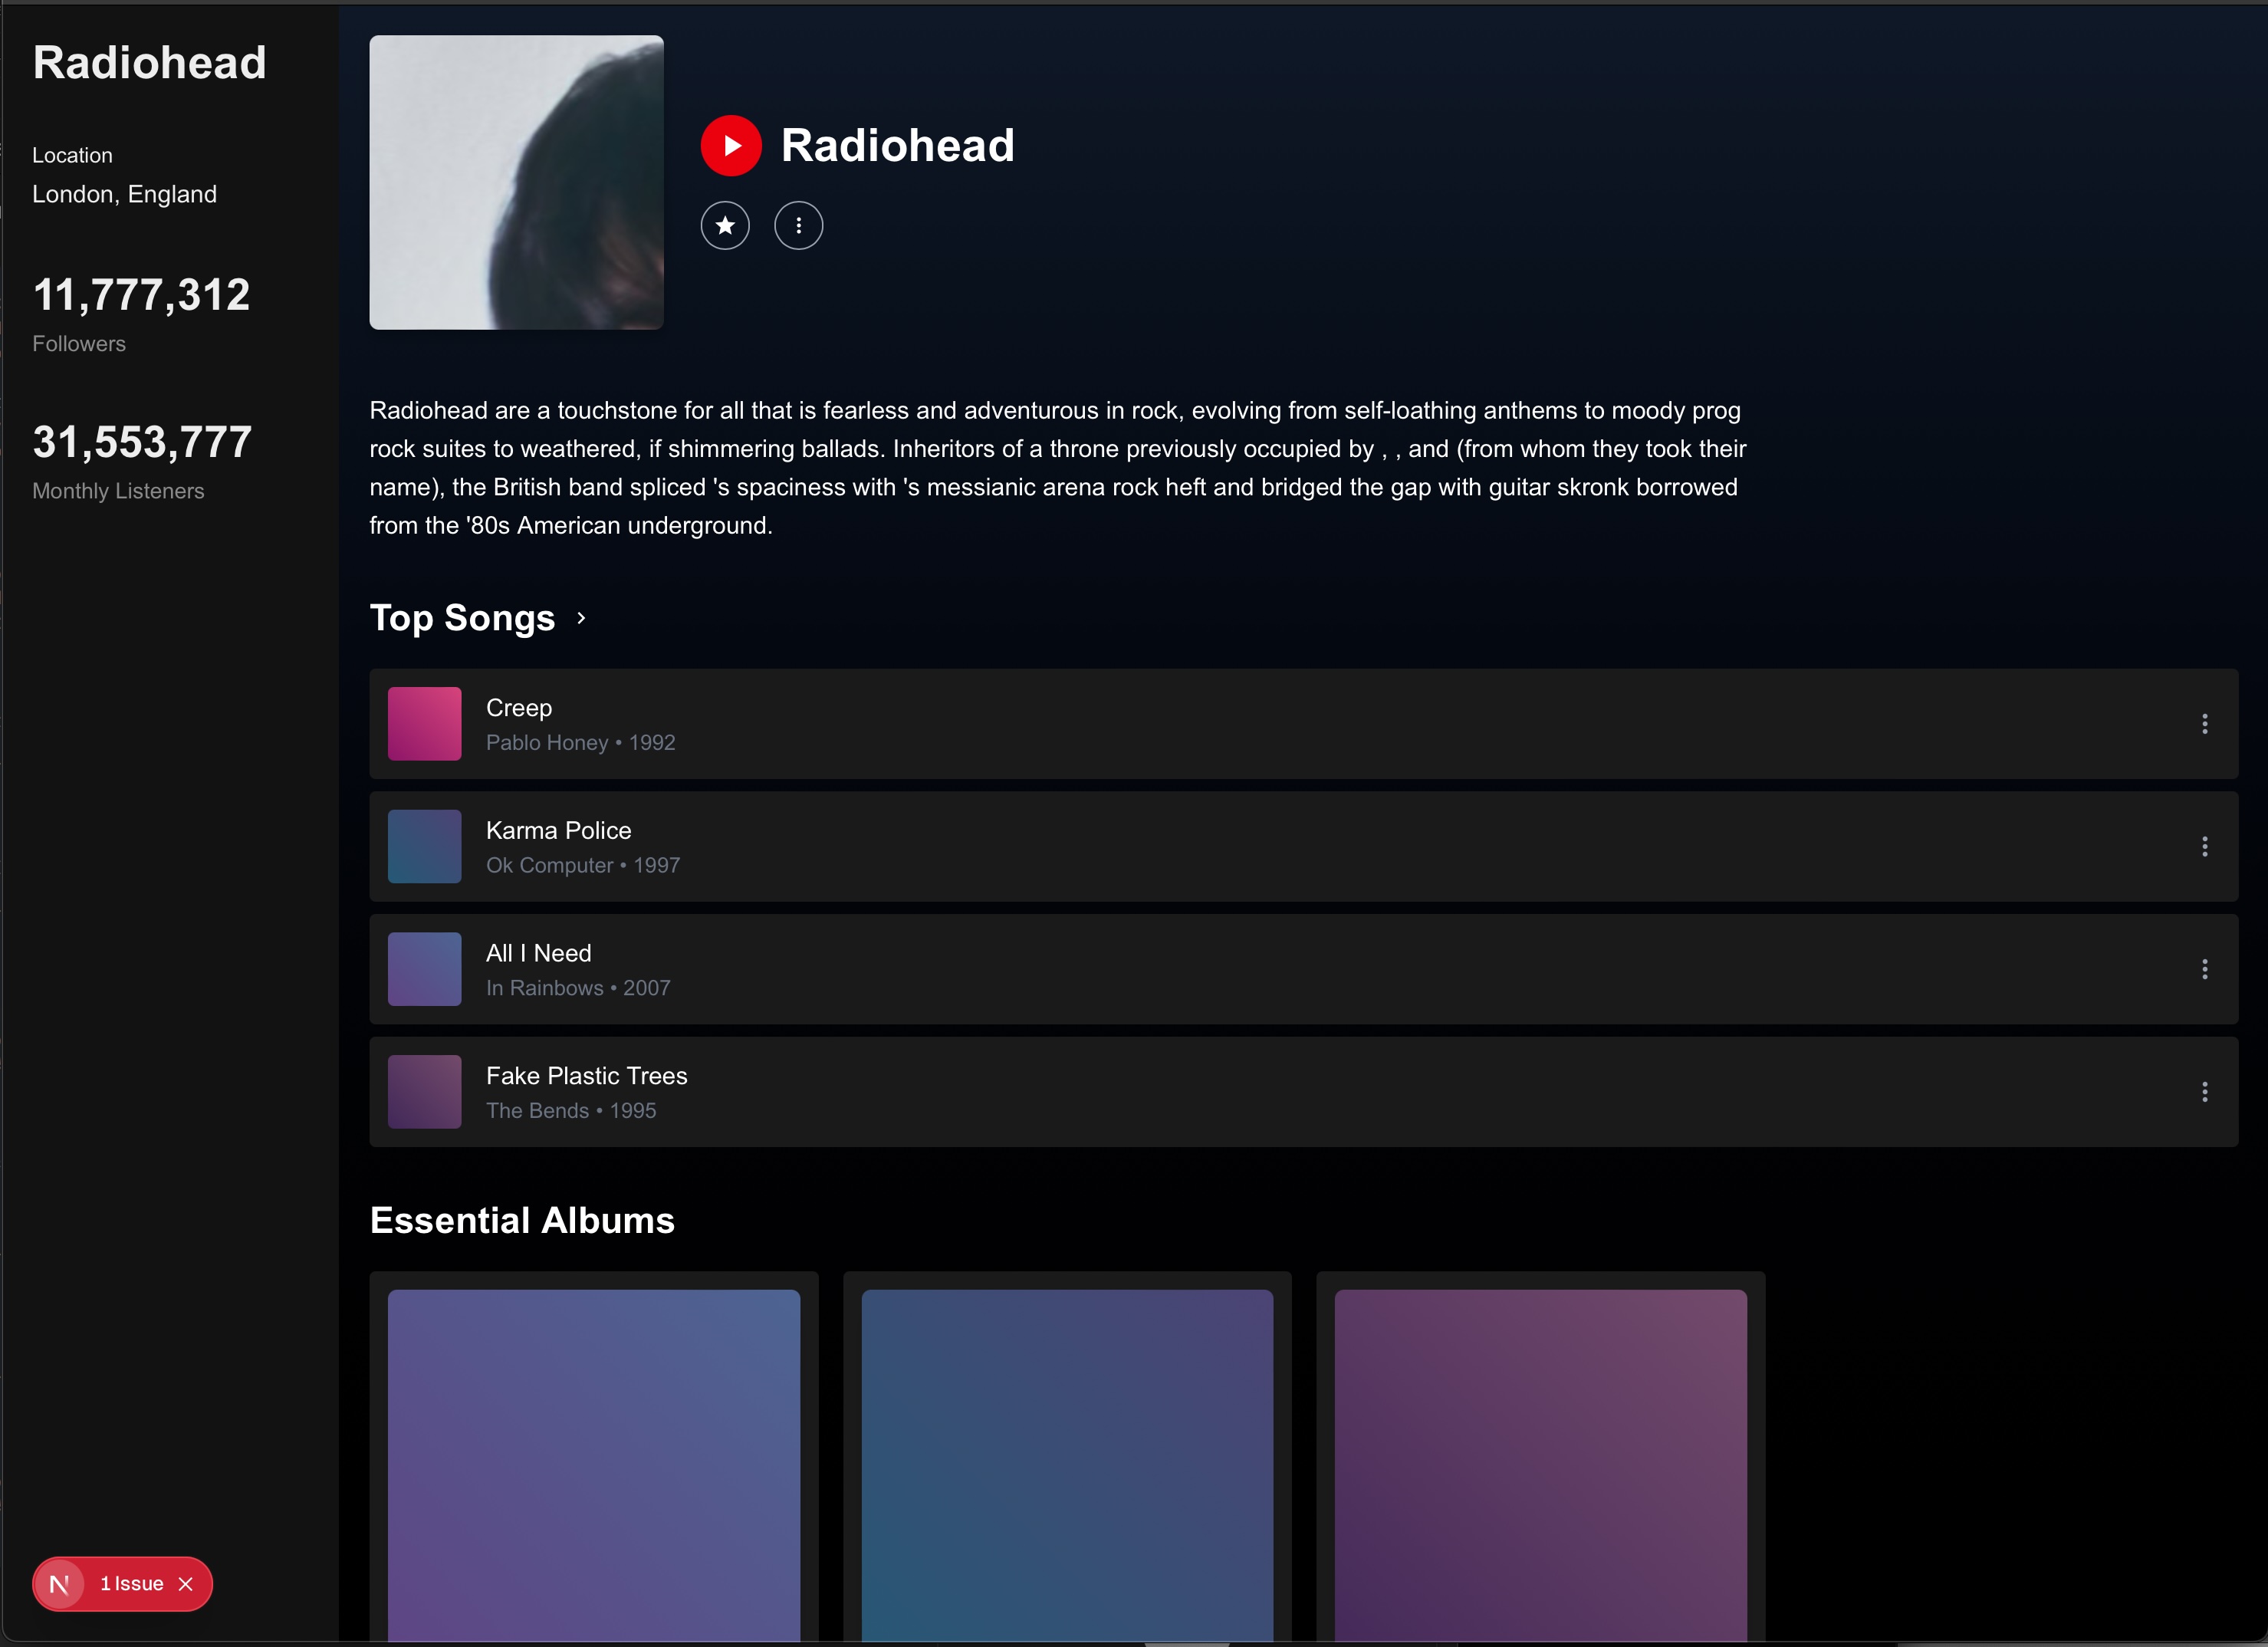 Radiohead
Location
London, England
11,777,312
Followers
31,553,777
Monthly Listeners
Radiohead
Radiohead are a touchstone for all that is fearless and adventurous in rock, evolving from self-loathing anthems to moody prog
rock suites to weathered, if shimmering ballads. Inheritors of a throne previously occupied by , , and (from whom they took their
name), the British band spliced 's spaciness with 's messianic arena rock heft and bridged the gap with guitar skronk borrowed
from the '80s American underground.
Top Songs
Creep
Pablo Honey • 1992
Karma Police
Ok Computer • 1997
All I Need
In Rainbows • 2007
Fake Plastic Trees
The Bends • 1995
Essential Albums
N 1 Issue